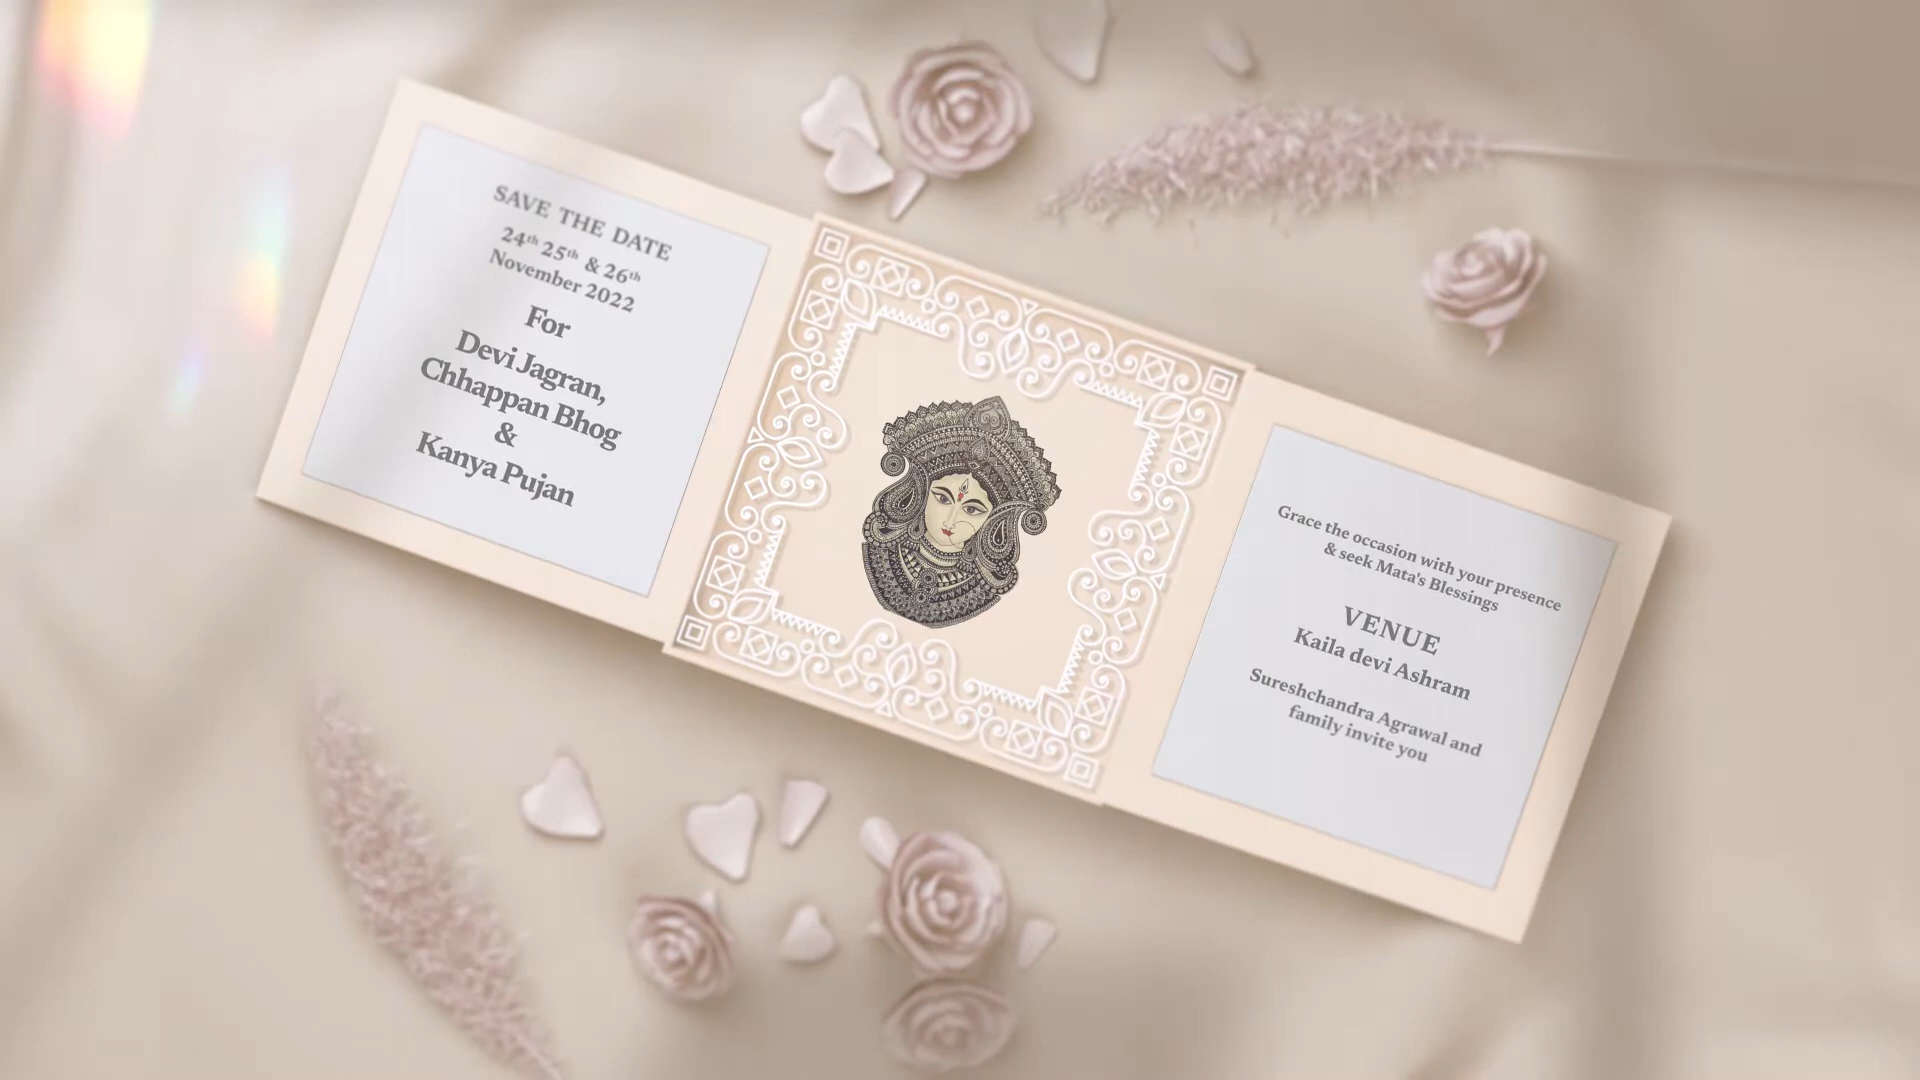 SAVE THE DATE
24th 25th & 26th
November 2022
For
Devi Jagran,
Chhappan Bhog
&
Kanya Pujan
Grace the occasion with your presence
& seek Mata's Blessings
VENUE
Kaila devi Ashram
Sureshchandra Agrawal and
family invite you